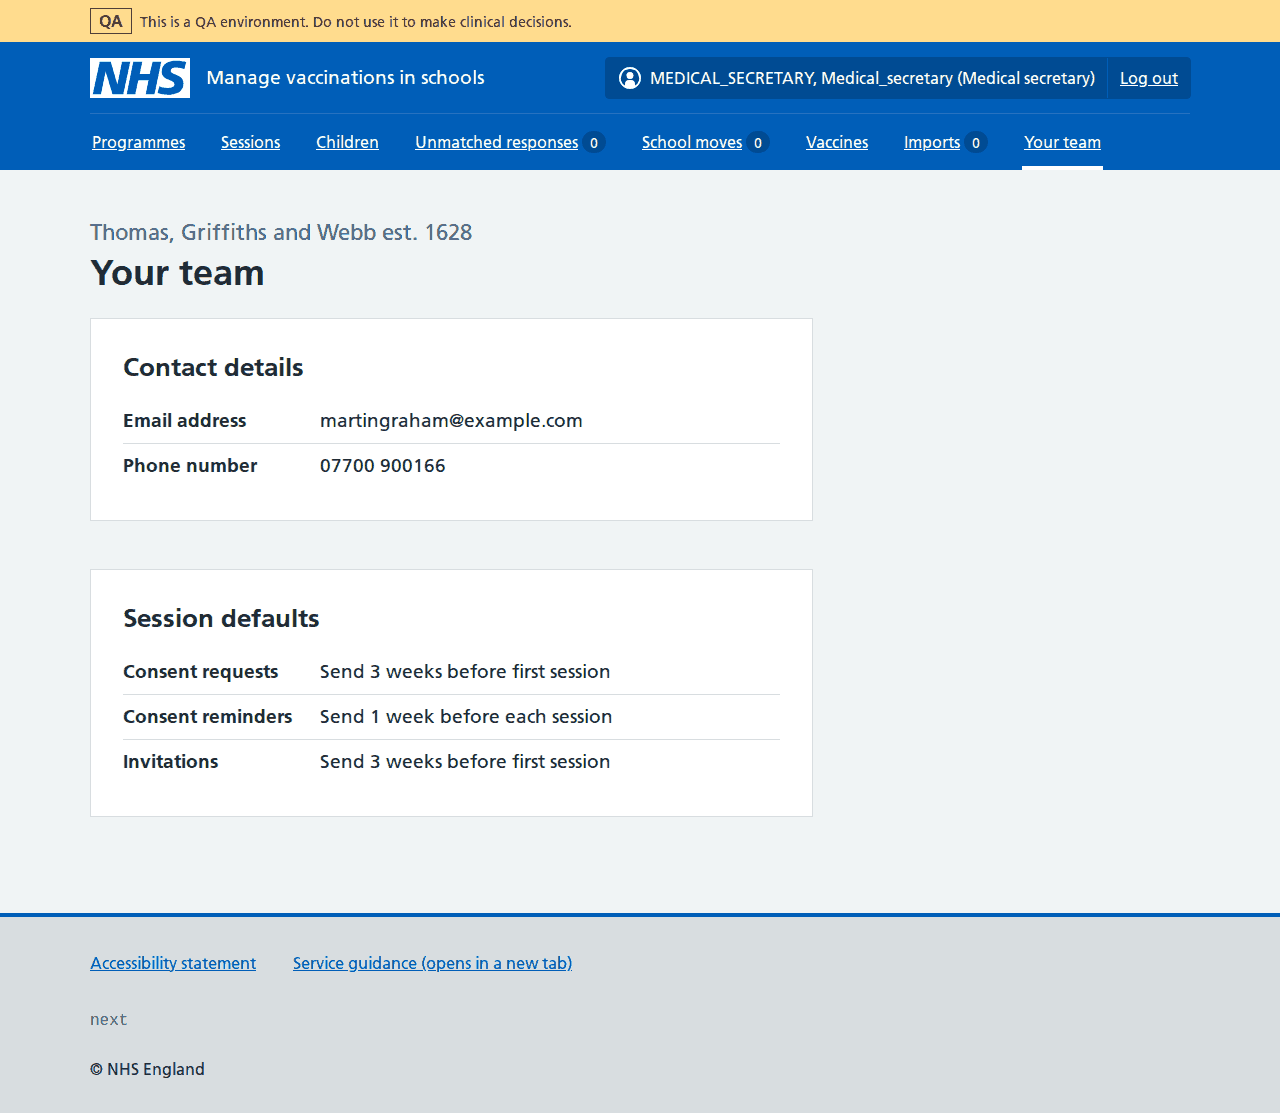 QA This is a QA environment. Do not use it to make clinical decisions.
NHS Manage vaccinations in schools MEDICAL_SECRETARY, Medical_secretary (Medical secretary) Log out
Programmes Sessions Children Unmatched responses 0 School moves 0 Vaccines Imports 0 Your team
Thomas, Griffiths and Webb est. 1628
Your team
Contact details
Email address martingraham@example.com
Phone number 07700 900166
Session defaults
Consent requests Send 3 weeks before first session
Consent reminders Send 1 week before each session
Invitations Send 3 weeks before first session
Accessibility statement Service guidance (opens in a new tab)
next
© NHS England